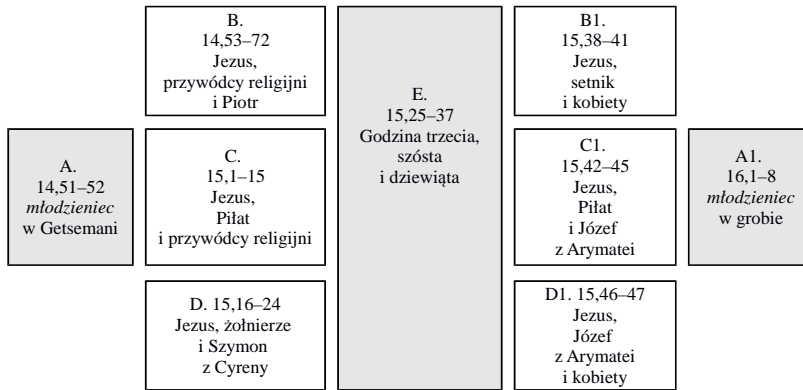 A.
14,51–52
młodzieniec
w Getsemani
B.
14,53–72
Jezus,
przywódcy religijni
i Piotr
C.
15,1–15
Jezus,
Piłat
i przywódcy religijni
D. 15,16–24
Jezus, żołnierze
i Szymon
z Cyreny
E.
15,25–37
Godzina trzecia,
szósta
i dziewiąta
B1.
15,38–41
Jezus,
setnik
i kobiety
C1.
15,42–45
Jezus,
Piłat
i Józef
z Arymatei
D1. 15,46–47
Jezus,
Józef
z Arymatei
i kobiety
A1.
16,1–8
młodzieniec
w grobie